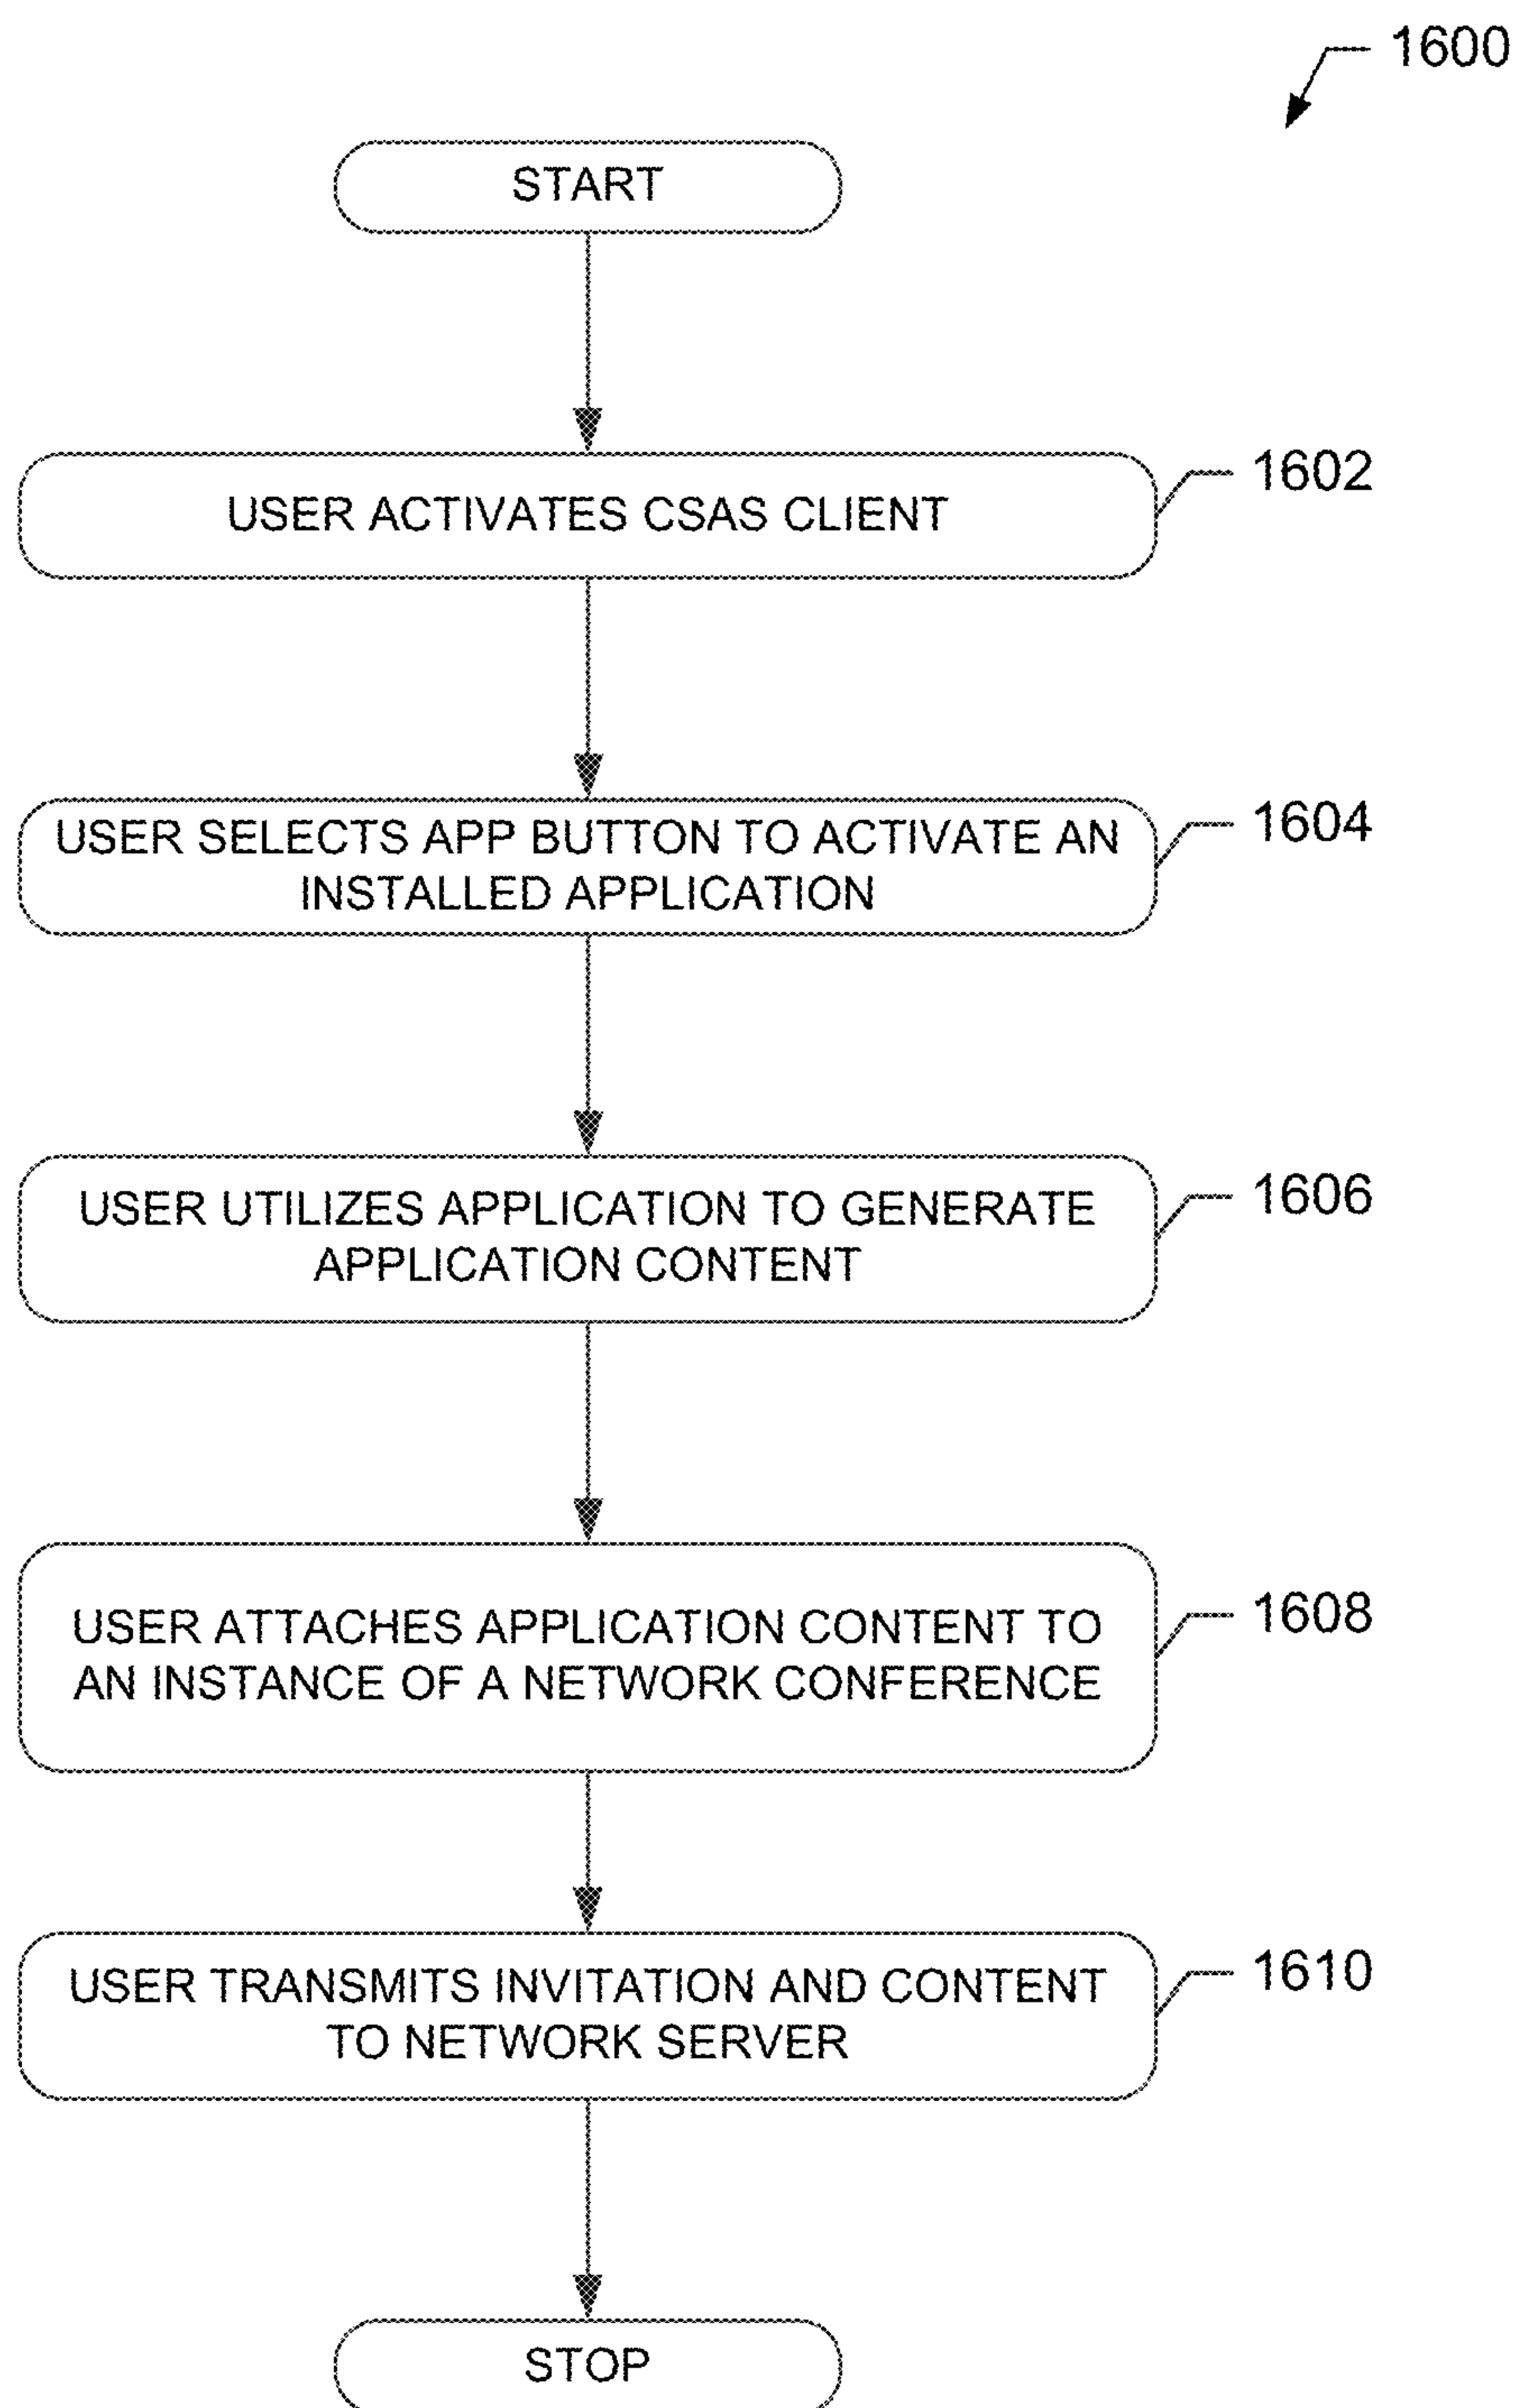 1600
START
USER ACTIVATES CSAS CLIENT
1602
USER SELECTS APP BUTTON TO ACTIVATE AN
INSTALLED APPLICATION
1604
USER UTILIZES APPLICATION TO GENERATE
APPLICATION CONTENT
1606
USER ATTACHES APPLICATION CONTENT TO
AN INSTANCE OF A NETWORK CONFERENCE
1608
USER TRANSMITS INVITATION AND CONTENT
TO NETWORK SERVER
1610
STOP